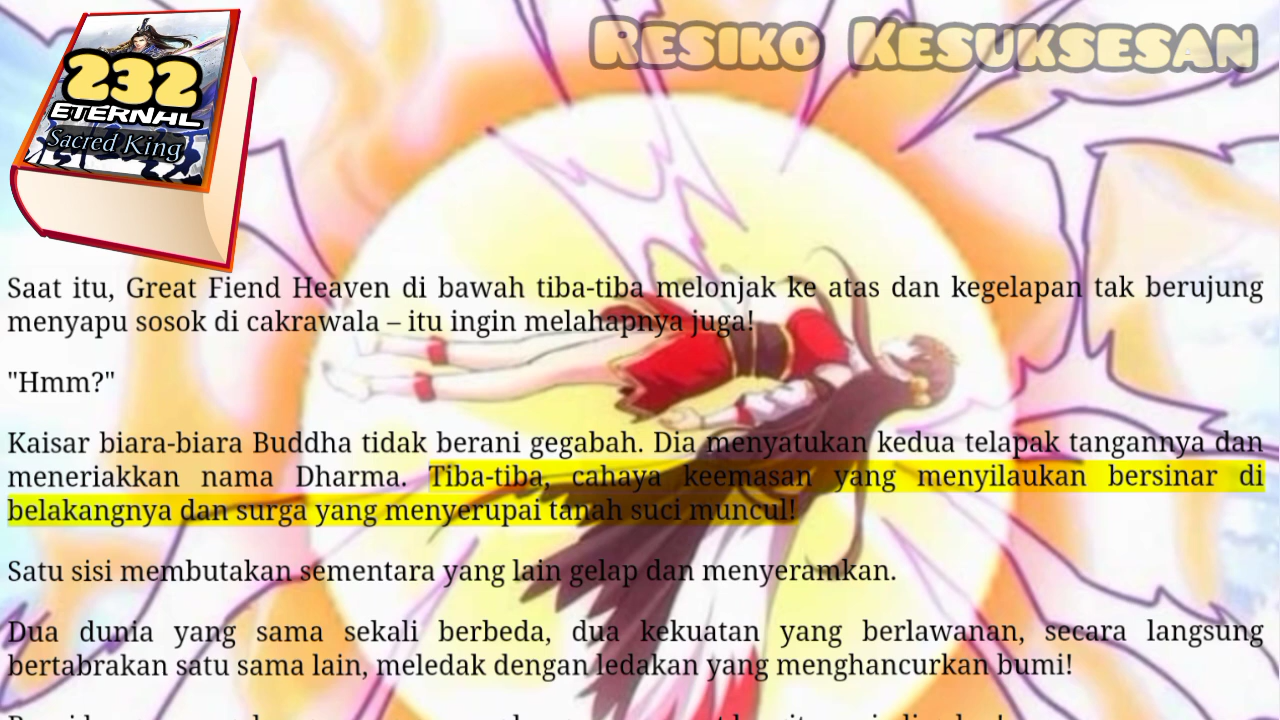 232
ETERNAL
Sacred King
Resiko Kesuksesan
Saat itu, Great Fiend Heaven di bawah tiba-tiba melonjak ke atas dan kegelapan tak berujung
menyapu sosok di cakrawala – itu ingin melahapnya juga!
"Hmm?"
Kaisar biara-biara Buddha tidak berani gegabah. Dia menyatukan kedua telapak tangannya dan
meneriakkan nama Dharma. Tiba-tiba, cahaya keemasan yang menyilaukan bersinar di
belakangnya dan surga yang menyerupai tanah suci muncul!
Satu sisi membutakan sementara yang lain gelap dan menyeramkan.
Dua dunia yang sama sekali berbeda, dua kekuatan yang berlawanan, secara langsung
bertabrakan satu sama lain, meledak dengan ledakan yang menghancurkan bumi!